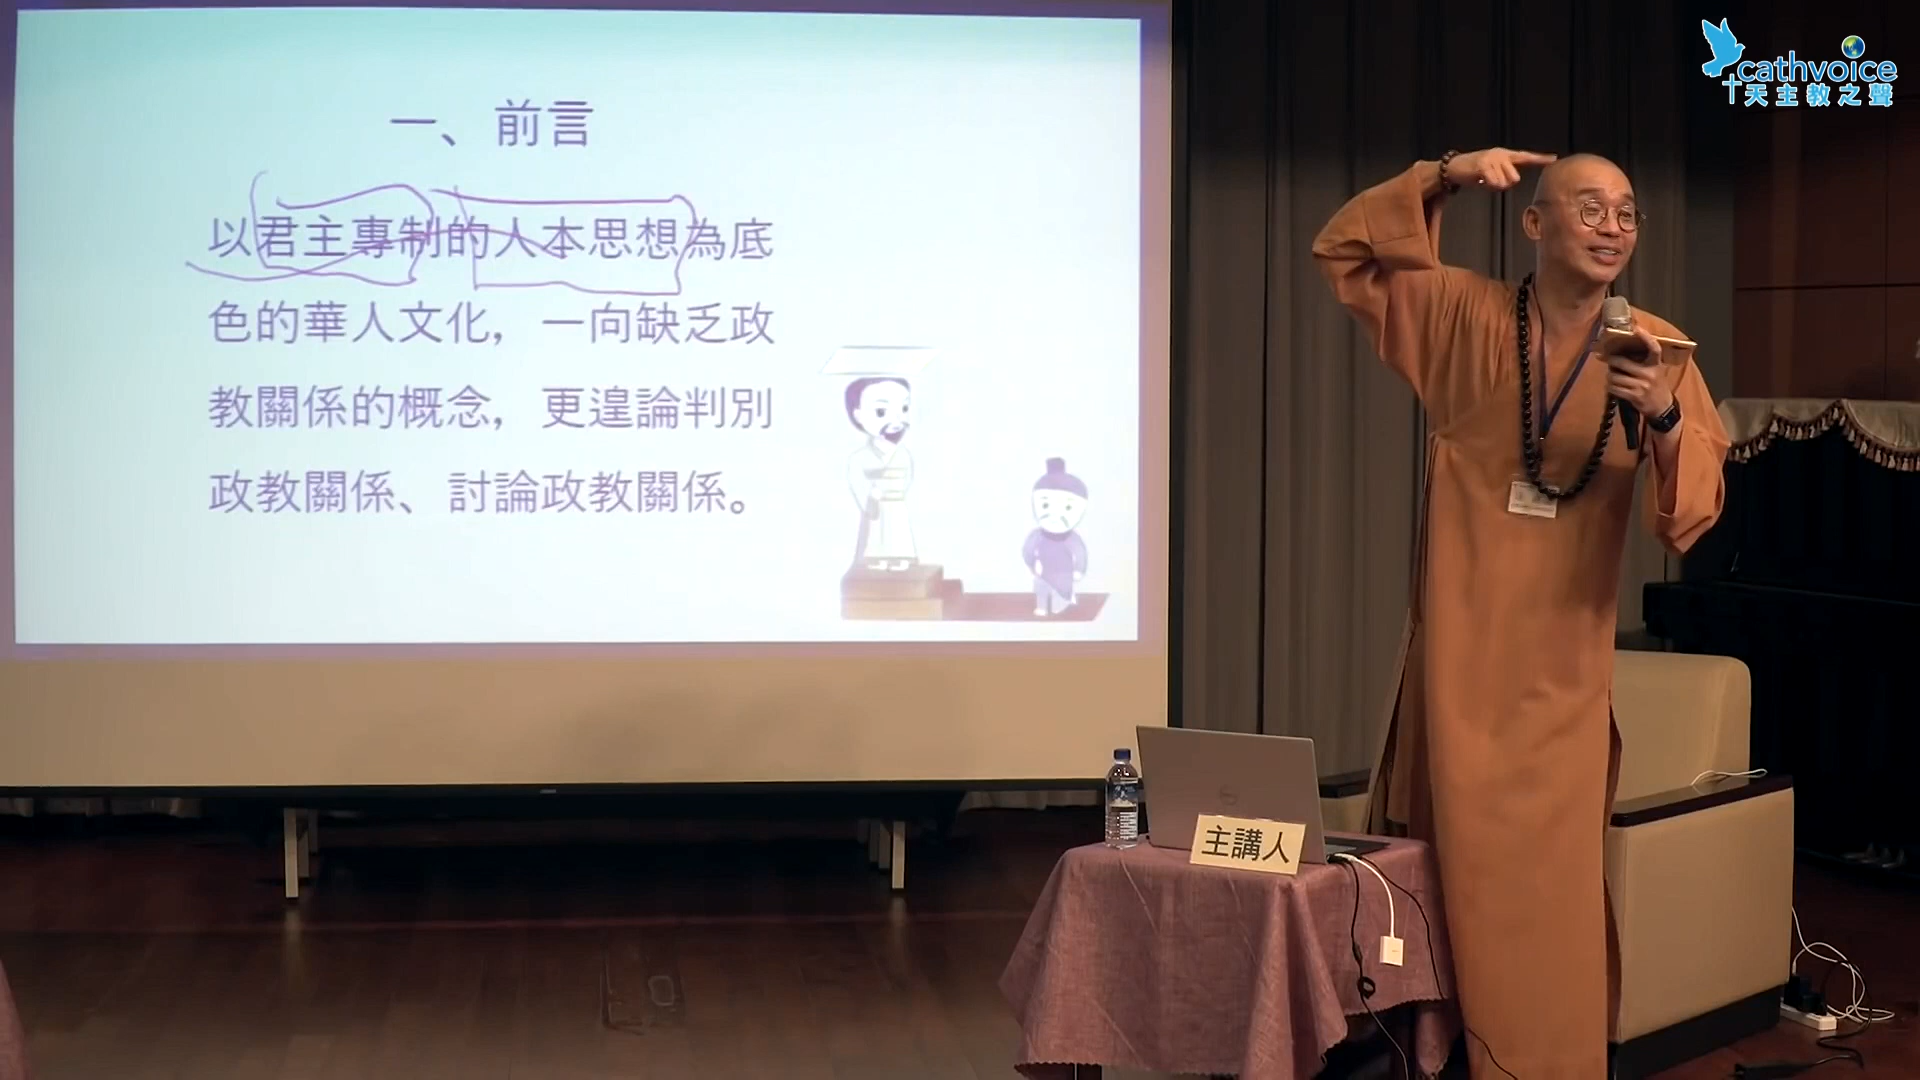 一、前言
以君主專制的人本思想為底
色的華人文化，一向缺乏政
教關係的概念，更遑論判別
政教關係、討論政教關係。
cathvoice
天主教之聲
主講人